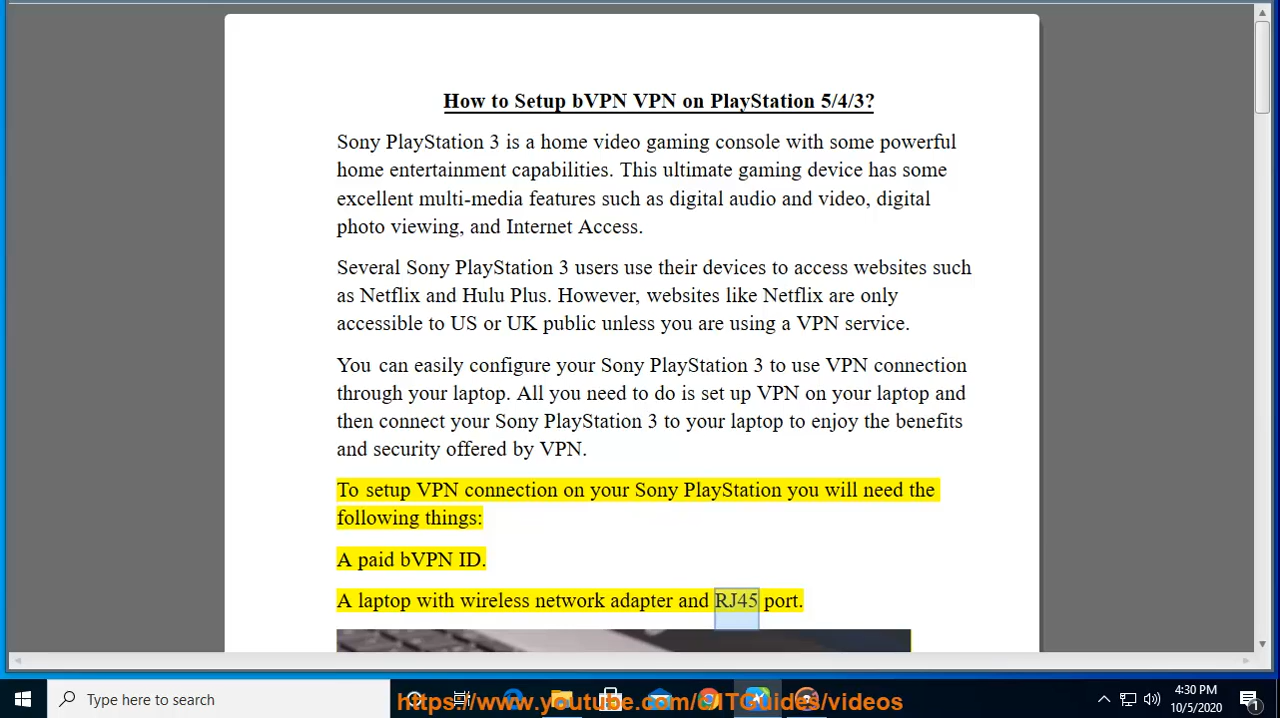 How to Setup bVPN VPN on PlayStation 5/4/3?
Sony PlayStation 3 is a home video gaming console with some powerful
home entertainment capabilities. This ultimate gaming device has some
excellent multi-media features such as digital audio and video, digital
photo viewing, and Internet Access.
Several Sony PlayStation 3 users use their devices to access websites such
as Netflix and Hulu Plus. However, websites like Netflix are only
accessible to US or UK public unless you are using a VPN service.
You can easily configure your Sony PlayStation 3 to use VPN connection
through your laptop. All you need to do is set up VPN on your laptop and
then connect your Sony PlayStation 3 to your laptop to enjoy the benefits
and security offered by VPN.
To setup VPN connection on your Sony PlayStation you will need the
following things:
A paid bVPN ID.
A laptop with wireless network adapter and RJ45 port.
Type here to search
https://www.youtube.com/@ITGuides/videos
4:30 PM
10/5/2020
1